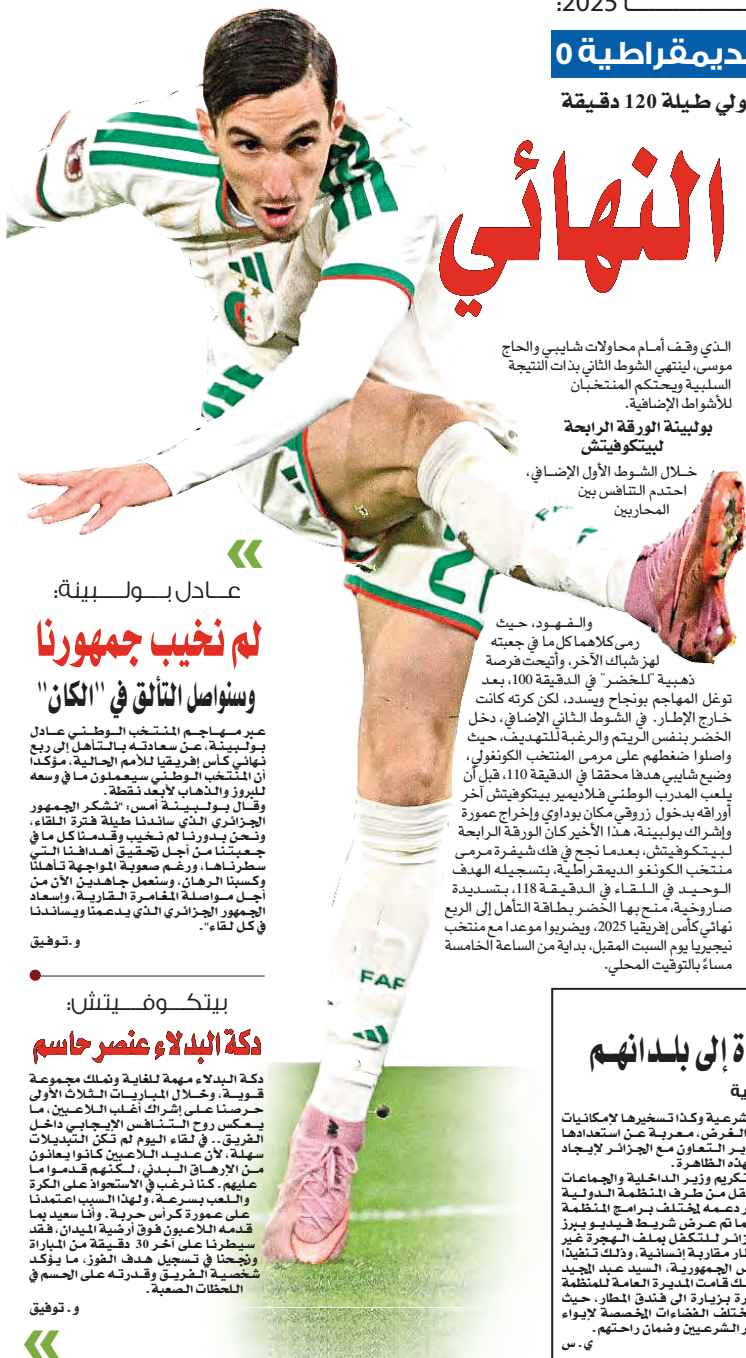 2025:
ديمقراطية 0
طيلة 120 دقيقة
النهائي
الذي وقف أمام محاولات شايبي والحاج
موسى، لينتهي الشوط الثاني بذات النتيجة
السلبية ويحتكم المنتخبان
للأشواط الإضافية.
بولبينة الورقة الرابحة
لبيتكوفيتش
خلال الشوط الأول الإضافي،
احتدم التنافس بين
المحاربين
والفهود، حيث
رمى كلاهما كل ما في جعبته
لهز شباك الآخر، وأتيحت فرصة
ذهبية "للخضر" في الدقيقة 100، بعد
توغل المهاجم بونجاح ويسدد، لكن كرته كانت
خارج الإطار. في الشوط الثاني الإضافي، دخل
الخضر بنفس الريتم والرغبة للتهديف، حيث
واصلوا ضغطهم على مرمى المنتخب الكونغولي،
وضيع شايبي هدفا محققا في الدقيقة 110، قبل أن
يلعب المدرب الوطني فلاديمير بيتكوفيتش آخر
أوراقه بدخول زروقي مكان بوداوي وإخراج عمورة
وإشراك بولبينة، هذا الأخير كان الورقة الرابحة
لبيتكوفيتش، بعدما نجح في فك شيفرة مرمى
منتخب الكونغو الديمقراطية، بتسجيله الهدف
الوحيد في اللقاء في الدقيقة 118، بتسديدة
صاروخية، منح بها الخضر بطاقة التأهل إلى الربع
نهائي كأس إفريقيا 2025، ويضربوا موعدا مع منتخب
نيجيريا يوم السبت المقبل، بداية من الساعة الخامسة
مساءً بالتوقيت المحلي.
عادل بولبينة:
لم نخيب جمهورنا
وسنواصل التألق في "الكان"
عبر مهاجم المنتخب الوطني عادل
بولبينة، عن سعادته بالتأهل إلى ربع
نهائي كأس إفريقيا للأمم الحالية، مؤكدا
أن المنتخب الوطني سيعملون ما في وسعه
للبروز والذهاب لأبعد نقطة.
وقال بولبينة أمس: "نشكر الجمهور
الجزائري الذي ساندنا طيلة فترة اللقاء،
ونحن بدورنا لم نخيب وقدمنا كل ما في
جعبتنا من أجل تحقيق أهدافنا التي
سطرناها، ورغم صعوبة المواجهة تأهلنا
وكسبنا الرهان، وسنعمل جاهدين الآن من
أجل مواصلة المغامرة القارية، وإسعاد
الجمهور الجزائري الذي يدعمنا ويساندنا
في كل لقاء".
و.توفيق
بيتكوفيتش:
دكة البدلاء عنصر حاسم
دكة البدلاء مهمة للغاية ونملك مجموعة
قوية، وخلال المباريات الثلاث الأولى
حرصنا على إشراك أغلب اللاعبين، ما
يعكس روح التنافس الإيجابي داخل
الفريق.. في لقاء اليوم لم تكن التبديلات
سهلة، لأن عديد اللاعبين كانوا يعانون
من الإرهاق البدني، لكنهم قدموا ما
عليهم. كنا نرغب في الاستحواذ على الكرة
واللعب بسرعة، ولهذا السبب اعتمدنا
على عمورة كرأس حربة. وأنا سعيد بما
قدمه اللاعبون فوق أرضية الميدان، فقد
سيطرنا على آخر 30 دقيقة من المباراة
ونجحنا في تسجيل هدف الفوز، ما يؤكد
شخصية الفريق وقدرته على الحسم في
اللحظات الصعبة.
و. توفيق
FAF
ة إلى بلدانهم
ية
شرعية وكذا تسخيرها لإمكانيات
الغرض، معربة عن استعدادها
ير التعاون مع الجزائر لإيجاد
هذه الظاهرة.
تكريم وزير الداخلية والجماعات
قل من طرف المنظمة الدولية
ر دعمه لمختلف برامج المنظمة
ما تم عرض شريط فيديو يبرز
زائر للتكفل بملف الهجرة غير
طار مقاربة إنسانية، وذلك تنفيذا
س الجمهورية، السيد عبد المجيد
لك قامت المديرة العامة للمنظمة
رة بزيارة الى فندق المطار، حيث
ختلف الفضاءات المخصصة لإيواء
ر الشرعيين وضمان راحتهم.
ي. س